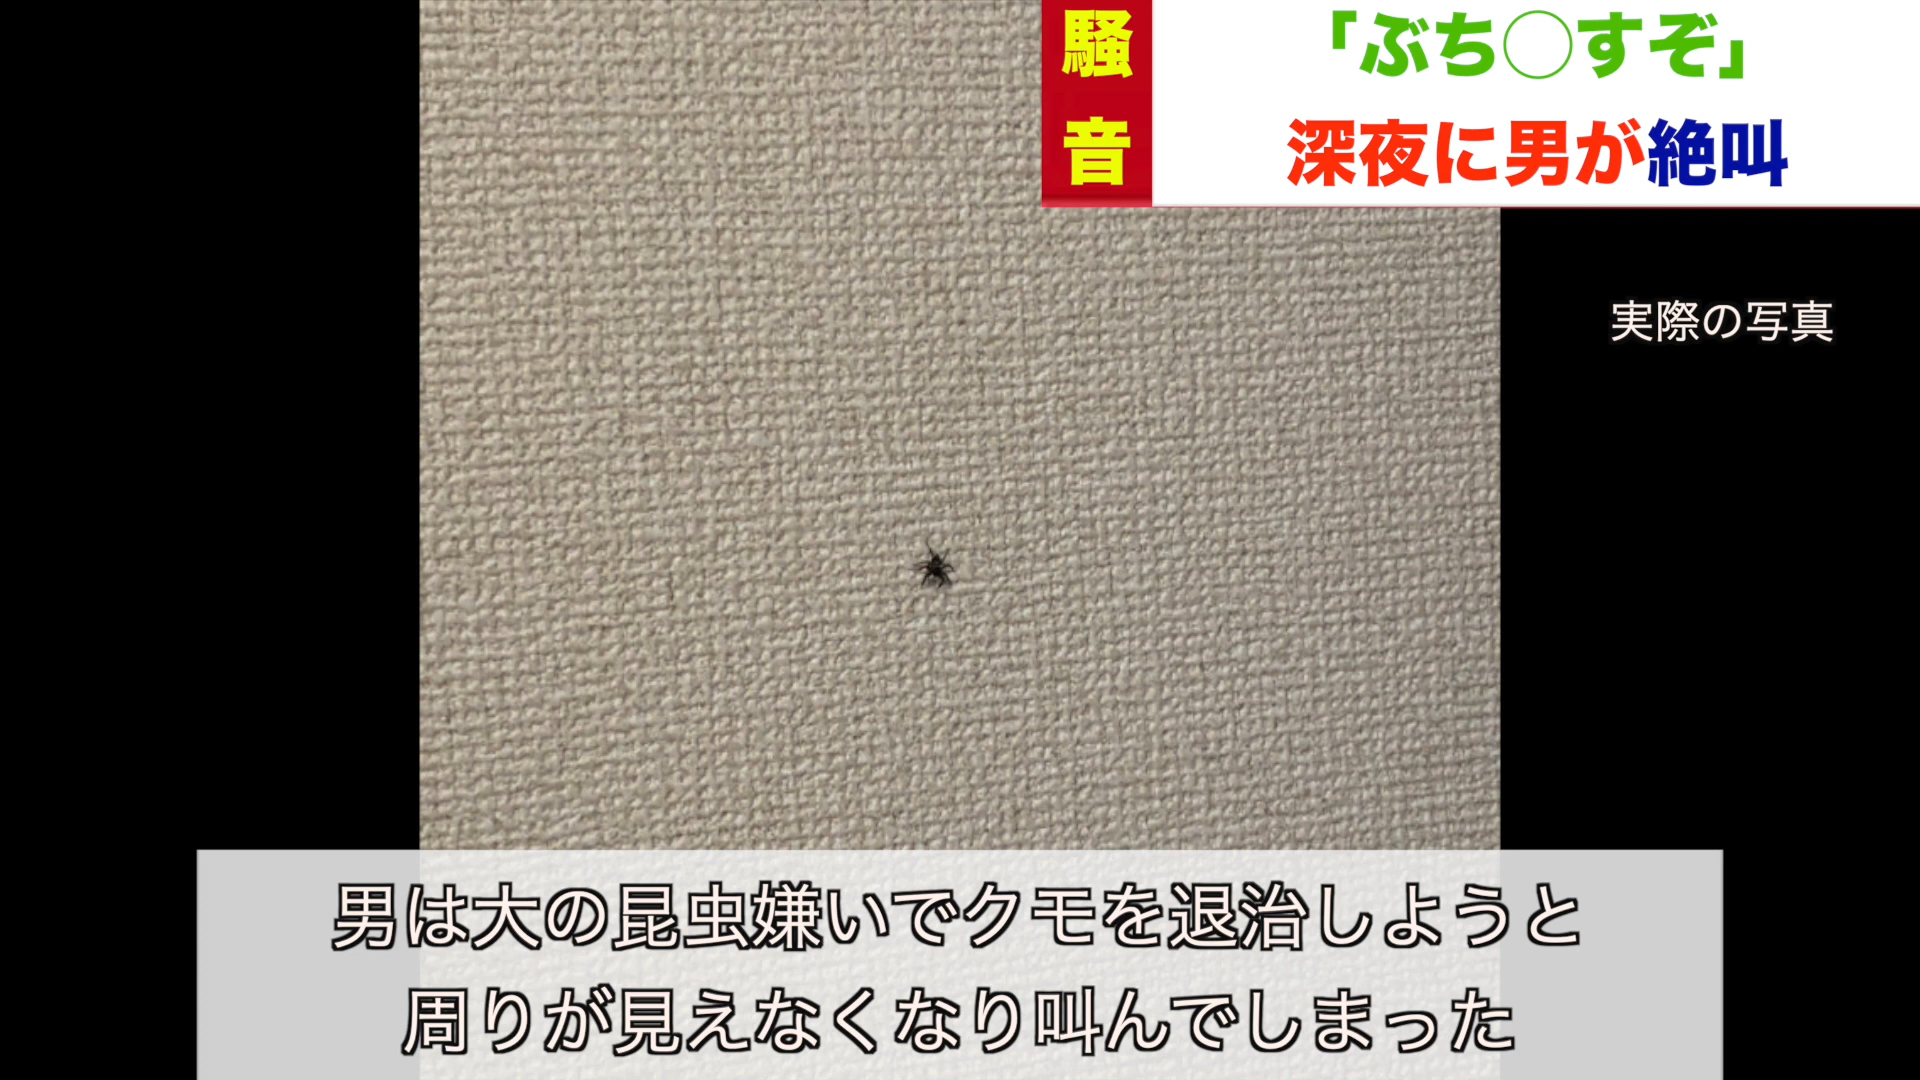 騒音
「ぶち◯すぞ」
深夜に男が絶叫
実際の写真
男は大の昆虫嫌いでクモを退治しようと
周りが見えなくなり叫んでしまった